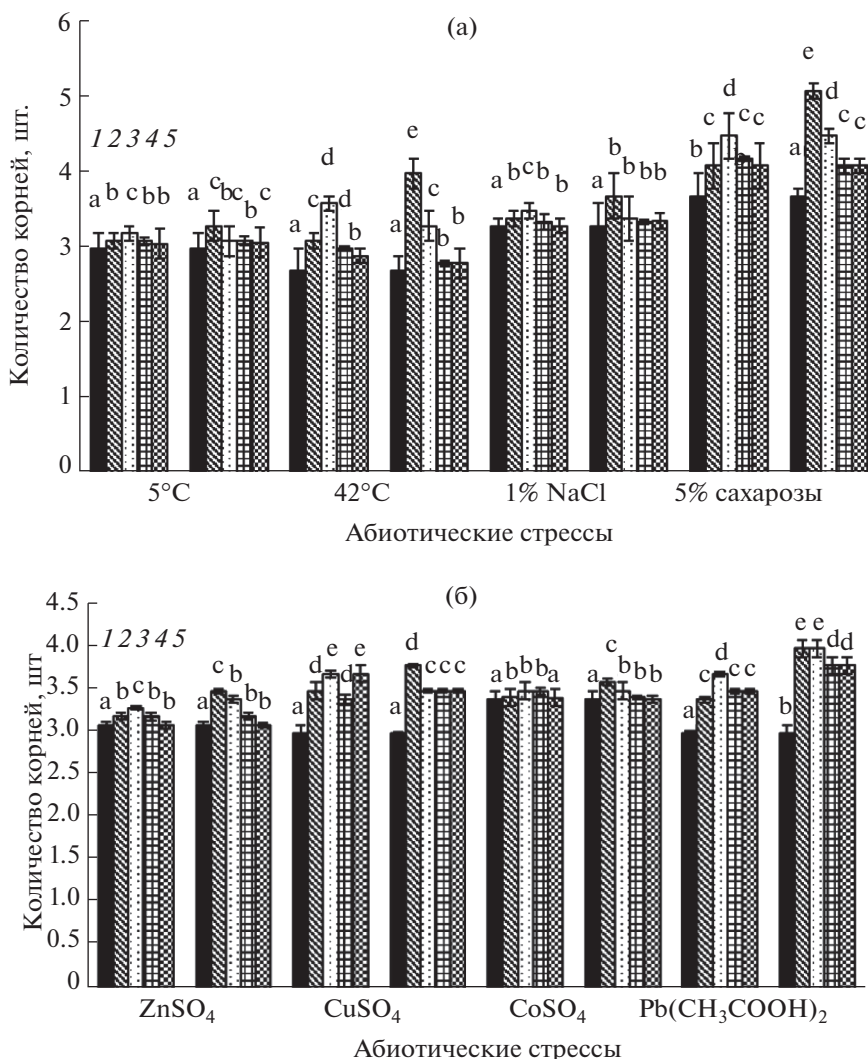 (а)
Количество корней, шт.
6
5
4
3
2
1
0
1 2 3 4 5
a b c b b
a c b c b c
a c d d b
a e c b b
a b c b b
a b b b b
b c d c c
a e d c c
5°C 42°C 1% NaCl 5% сахарозы
Абиотические стрессы
(б)
Количество корней, шт
4.5
4.0
3.5
3.0
2.5
2.0
1.5
1.0
0.5
0
1 2 3 4 5
a b c b b
a c b b b
a d e d e
a d c c c
a b b b a
a c b b b
a c d c c
b e e d d
ZnSO₄ CuSO₄ CoSO₄ Pb(CH₃COOH)₂
Абиотические стрессы